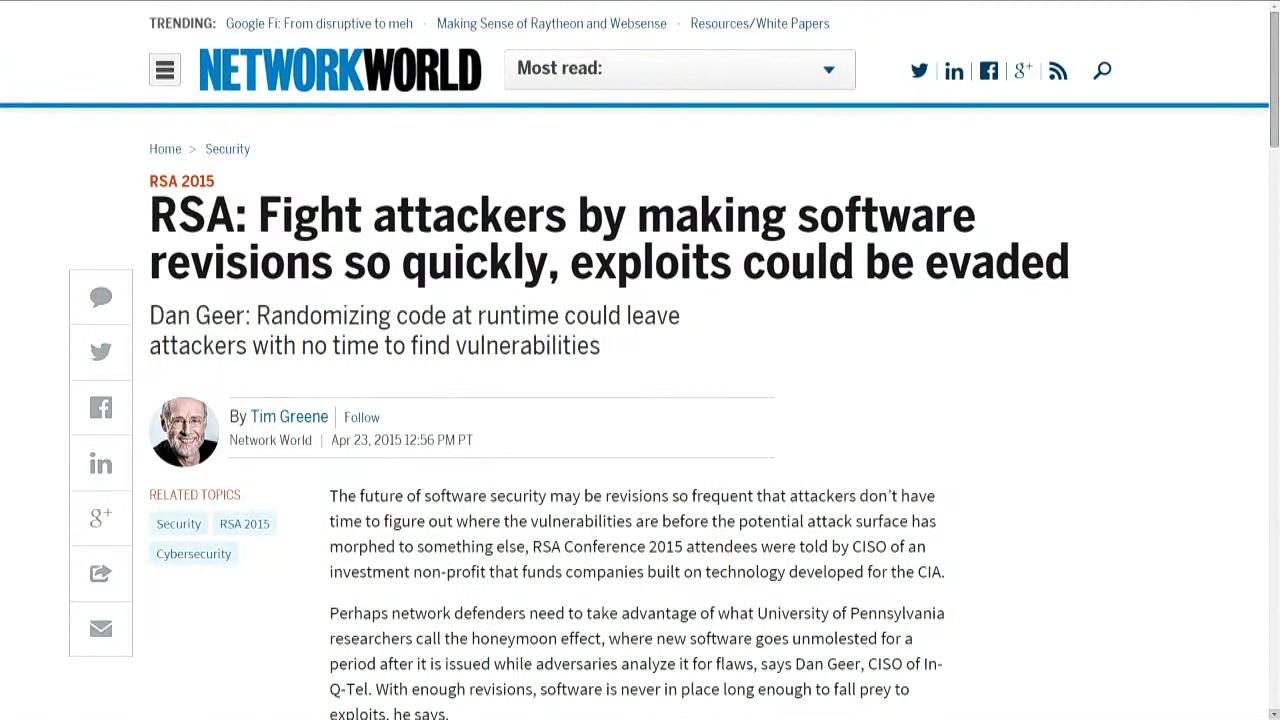 TRENDING: Google Fi: From disruptive to meh · Making Sense of Raytheon and Websense · Resources/White Papers
NETWORKWORLD
Most read:
Home > Security
RSA 2015
RSA: Fight attackers by making software
revisions so quickly, exploits could be evaded
Dan Geer: Randomizing code at runtime could leave
attackers with no time to find vulnerabilities
By Tim Greene | Follow
Network World | Apr 23, 2015 12:56 PM PT
RELATED TOPICS
Security RSA 2015
Cybersecurity
The future of software security may be revisions so frequent that attackers don't have
time to figure out where the vulnerabilities are before the potential attack surface has
morphed to something else, RSA Conference 2015 attendees were told by CISO of an
investment non-profit that funds companies built on technology developed for the CIA.
Perhaps network defenders need to take advantage of what University of Pennsylvania
researchers call the honeymoon effect, where new software goes unmolested for a
period after it is issued while adversaries analyze it for flaws, says Dan Geer, CISO of In-
Q-Tel. With enough revisions, software is never in place long enough to fall prey to
exploits, he says.